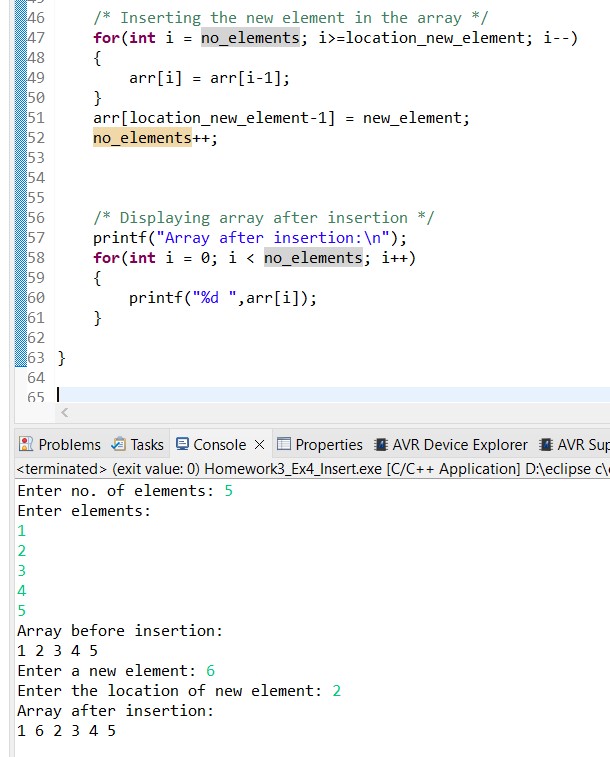 45
46 /* Inserting the new element in the array */
47 for(int i = no_elements; i>=location_new_element; i--)
48 {
49 arr[i] = arr[i-1];
50 }
51 arr[location_new_element-1] = new_element;
52 no_elements++;
53
54
55
56 /* Displaying array after insertion */
57 printf("Array after insertion:\n");
58 for(int i = 0; i < no_elements; i++)
59 {
60 printf("%d ",arr[i]);
61 }
62
63 }
64
65
Problems Tasks Console Properties AVR Device Explorer AVR Sup
<terminated> (exit value: 0) Homework3_Ex4_Insert.exe [C/C++ Application] D:\eclipse c\
Enter no. of elements: 5
Enter elements:
1
2
3
4
5
Array before insertion:
1 2 3 4 5
Enter a new element: 6
Enter the location of new element: 2
Array after insertion:
1 6 2 3 4 5